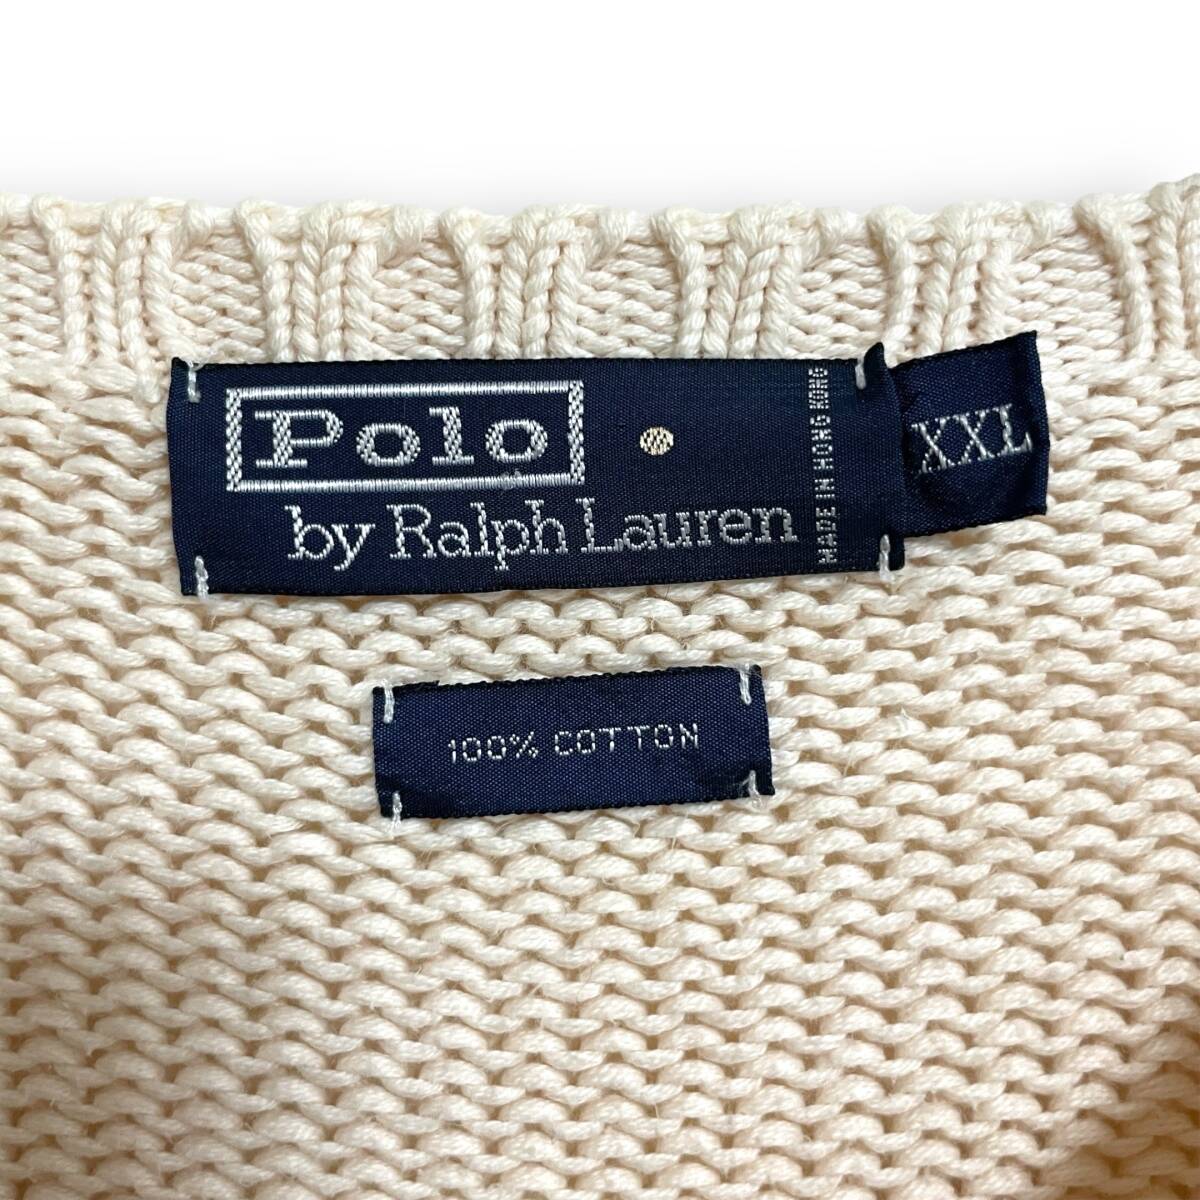 Polo
by Ralph Lauren
MADE IN HONG KONG
XXL
100% COTTON